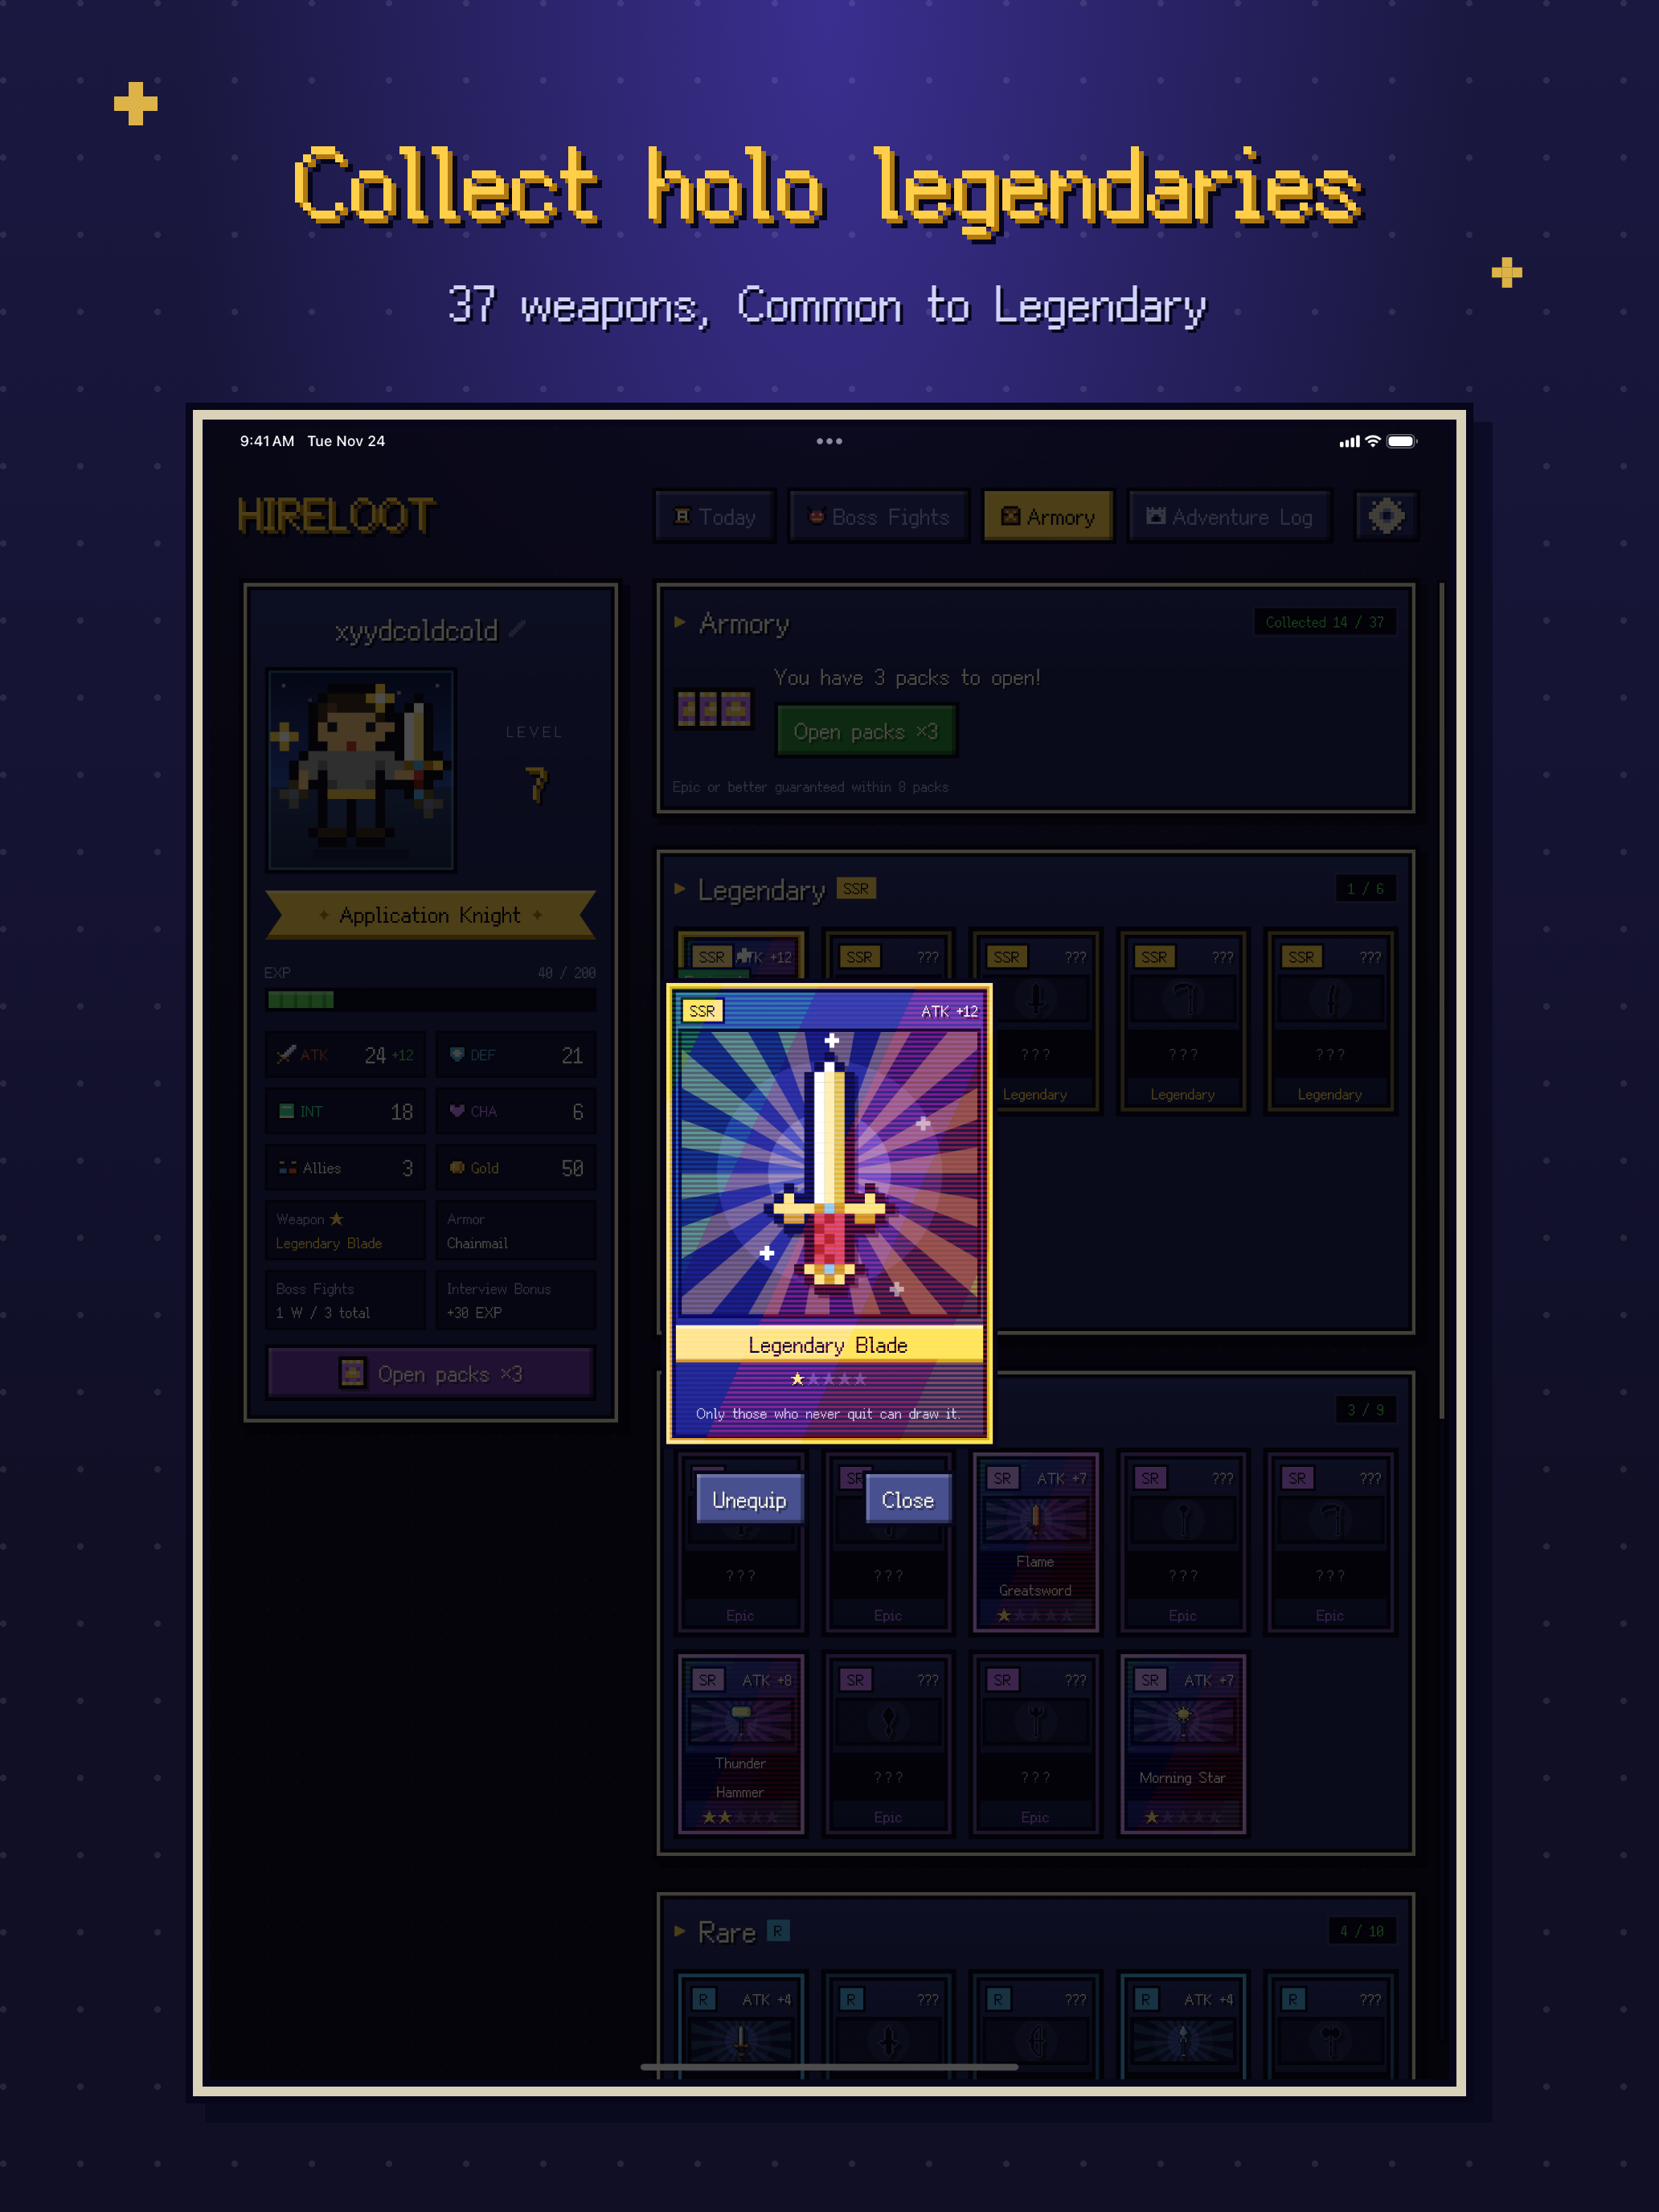 Collect holo legendaries
37 weapons, Common to Legendary
9:41 AM Tue Nov 24
HIRELOOT
Today
Boss Fights
Armory
Adventure Log
xyydcoldcold
LEVEL
7
Application Knight
EXP 40 / 200
ATK 24 +12
DEF 21
INT 18
CHA 6
Allies 3
Gold 50
Weapon ★
Legendary Blade
Armor
Chainmail
Boss Fights
1 W / 3 total
Interview Bonus
+30 EXP
Open packs ×3
Armory
Collected 14 / 37
You have 3 packs to open!
Open packs ×3
Epic or better guaranteed within 8 packs
Legendary SSR
1 / 6
SSR ATK +12
SSR ???
SSR ???
SSR ???
SSR ???
???
???
???
Legendary
Legendary
Legendary
SSR ATK +12
Legendary Blade
Only those who never quit can draw it.
Unequip
Close
3 / 9
SR
SR ATK +7
SR ???
SR ???
???
???
Flame
Greatsword
???
???
Epic
Epic
Epic
Epic
SR ATK +8
SR ???
SR ???
SR ATK +7
Thunder
Hammer
???
???
Morning Star
Epic
Epic
Rare R
4 / 10
R ATK +4
R ???
R ???
R ATK +4
R ???